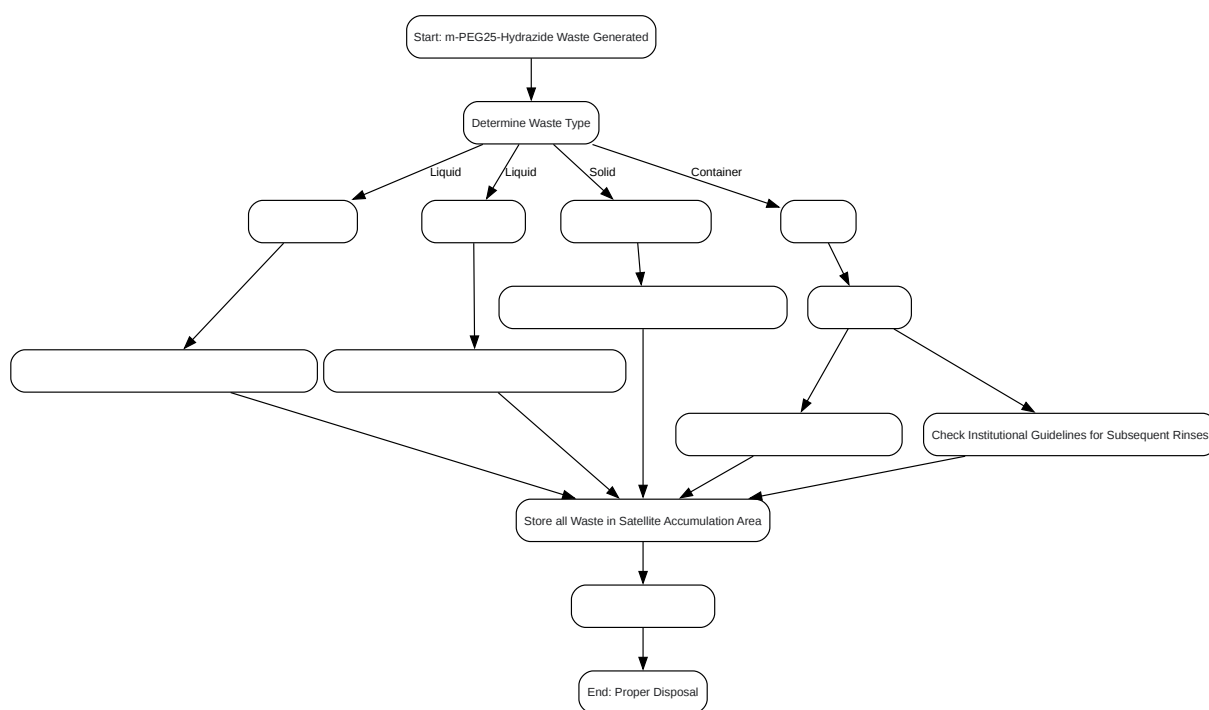 Start: m-PEG25-Hydrazide Waste Generated
Determine Waste Type
Liquid
Liquid
Solid
Container
Check Institutional Guidelines for Subsequent Rinses
Store all Waste in Satellite Accumulation Area
End: Proper Disposal